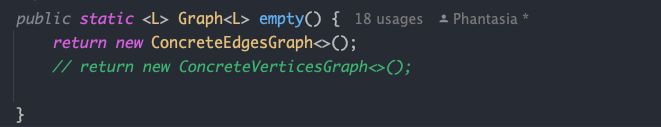 public static <L> Graph<L> empty() { 18 usages Phantasia *
return new ConcreteEdgesGraph<>();
// return new ConcreteVerticesGraph<>();
}